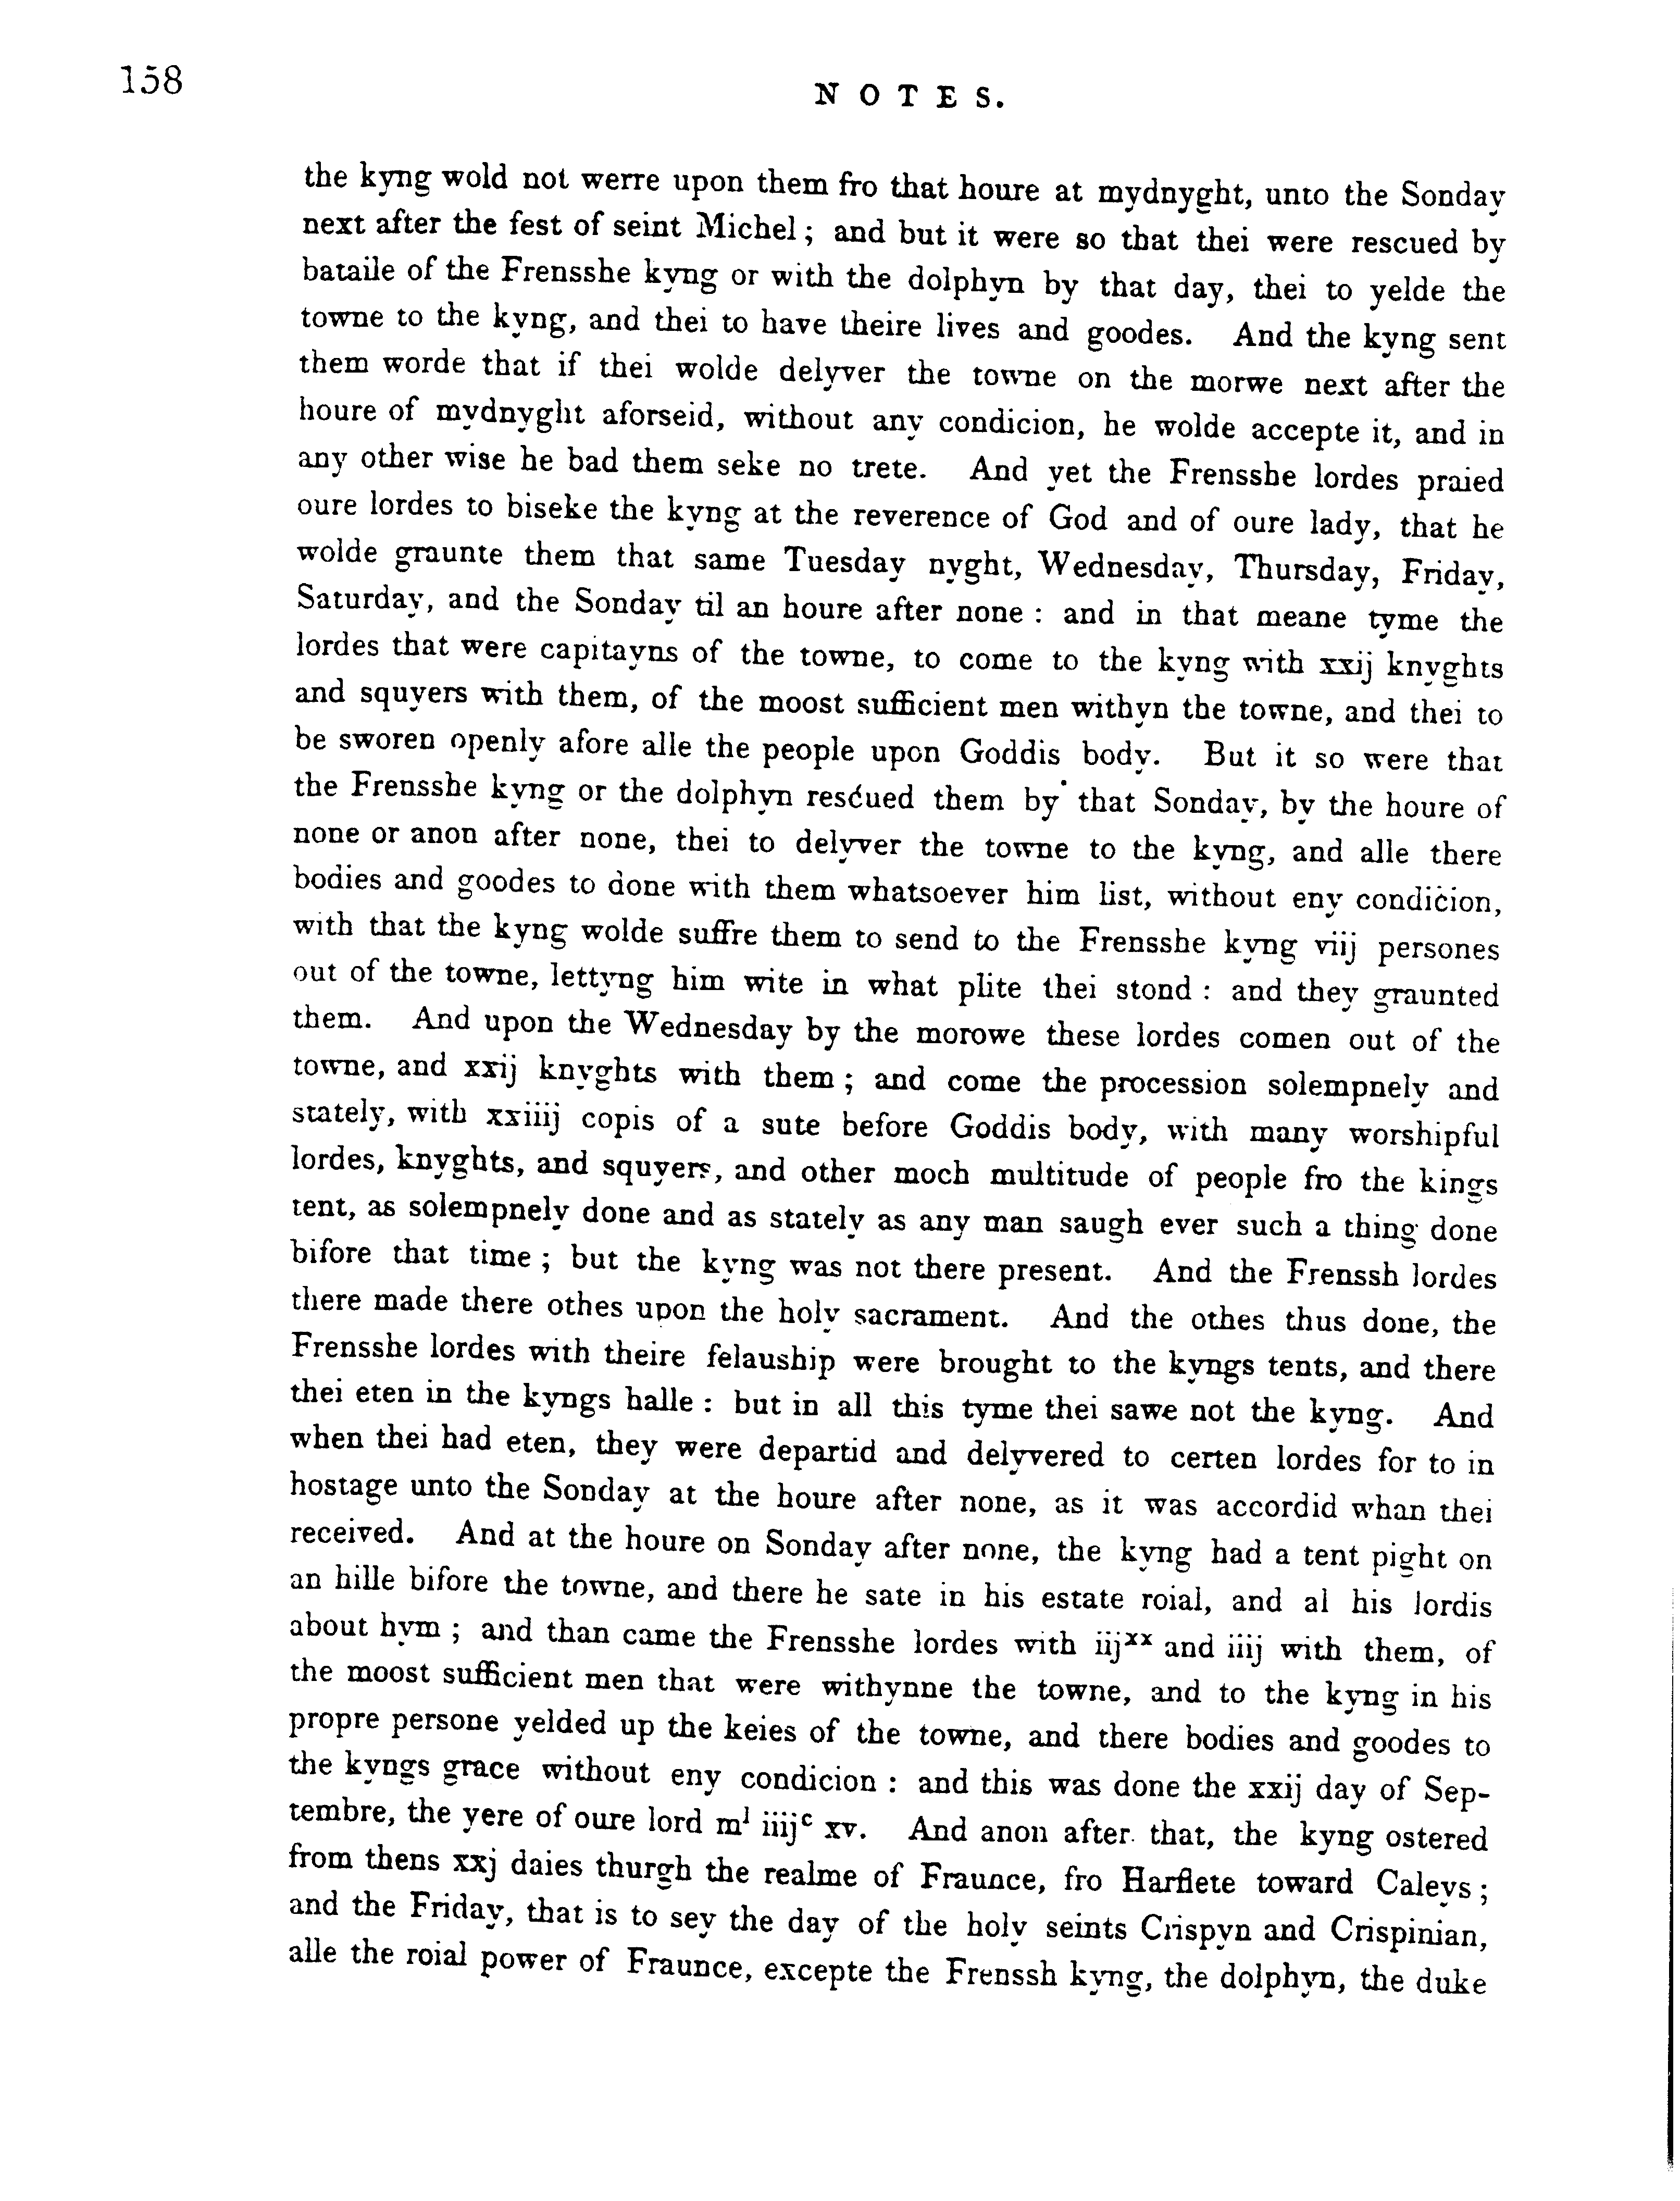 158
NOTES.
the kyng wold not werre upon them fro that houre at mydnyght, unto the Sonday
next after the fest of seint Michel; and but it were so that thei were rescued by
bataile of the Frensshe kyng or with the dolphyn by that day, thei to yelde the
towne to the kyng, and thei to have theire lives and goodes. And the kyng sent
them worde that if thei wolde delyver the towne on the morwe next after the
houre of mydnyght aforseid, without any condicion, he wolde accepte it, and in
any other wise he bad them seke no trete. And yet the Frensshe lordes praied
oure lordes to biseke the kyng at the reverence of God and of oure lady, that he
wolde graunte them that same Tuesday nyght, Wednesday, Thursday, Friday,
Saturday, and the Sonday til an houre after none : and in that meane tyme the
lordes that were capitayns of the towne, to come to the kyng with xxij knyghts
and squyers with them, of the moost sufficient men withyn the towne, and thei to
be sworen openly afore alle the people upon Goddis body. But it so were that
the Frensshe kyng or the dolphyn rescued them by that Sonday, by the houre of
none or anon after none, thei to delyver the towne to the kyng, and alle there
bodies and goodes to done with them whatsoever him list, without eny condicion,
with that the kyng wolde suffre them to send to the Frensshe kyng viij persones
out of the towne, lettyng him wite in what plite thei stond : and they graunted
them. And upon the Wednesday by the morowe these lordes comen out of the
towne, and xxij knyghts with them; and come the procession solempnely and
stately, with xxiiij copis of a sute before Goddis body, with many worshipful
lordes, knyghts, and squyers, and other moch multitude of people fro the kings
tent, as solempnely done and as stately as any man saugh ever such a thing done
bifore that time; but the kyng was not there present. And the Frenssh lordes
there made there othes upon the holy sacrament. And the othes thus done, the
Frensshe lordes with theire felauship were brought to the kyngs tents, and there
thei eten in the kyngs halle : but in all this tyme thei sawe not the kyng. And
when thei had eten, they were departid and delyvered to certen lordes for to in
hostage unto the Sonday at the houre after none, as it was accordid whan thei
received. And at the houre on Sonday after none, the kyng had a tent pight on
an hille bifore the towne, and there he sate in his estate roial, and al his lordis
about hym; and than came the Frensshe lordes with iijxx and iiij with them, of
the moost sufficient men that were withynne the towne, and to the kyng in his
propre persone yelded up the keies of the towne, and there bodies and goodes to
the kyngs grace without eny condicion : and this was done the xxij day of Sep-
tembre, the yere of oure lord ml iiijc xv. And anon after that, the kyng ostered
from thens xxj daies thurgh the realme of Fraunce, fro Harflete toward Caleys;
and the Friday, that is to sey the day of the holy seints Crispyn and Crispinian,
alle the roial power of Fraunce, excepte the Frenssh kyng, the dolphyn, the duke